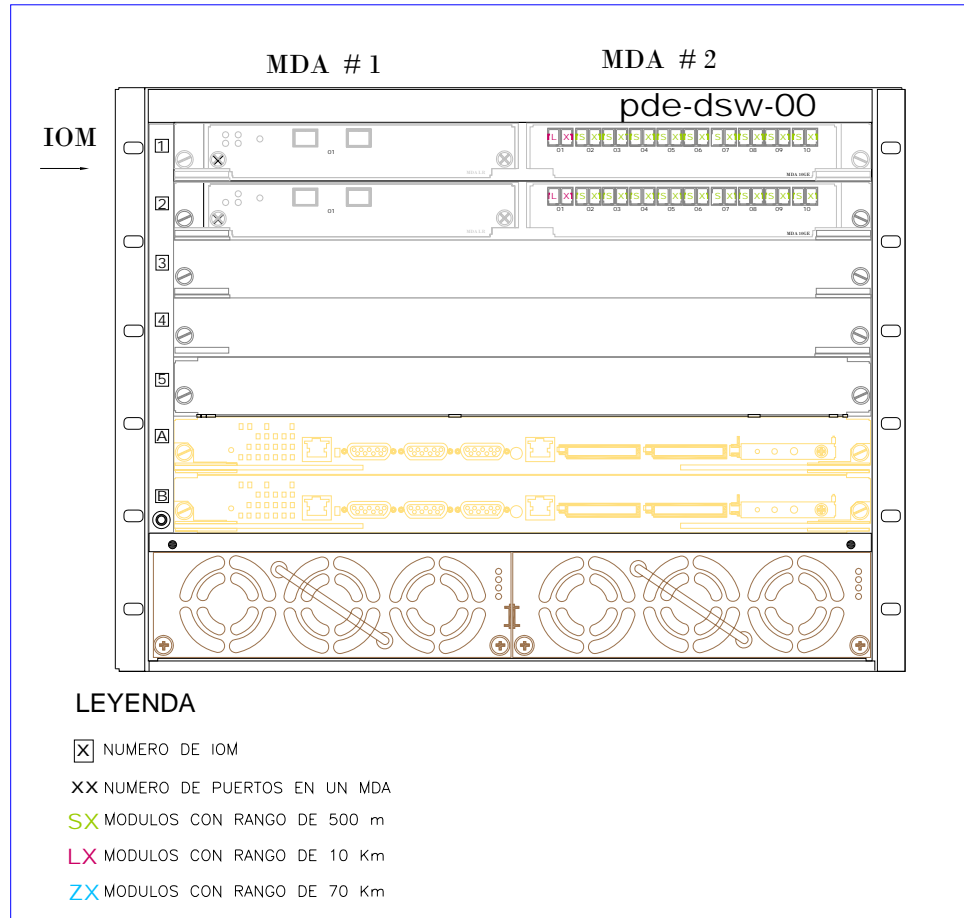 MDA # 1
MDA # 2
pde-dsw-00
IOM
1
01
L X S X S X S X S X S X S X S X S X S X
01 02 03 04 05 06 07 08 09 10
MDA 10GE
2
01
L X S X S X S X S X S X S X S X S X S X
01 02 03 04 05 06 07 08 09 10
3
4
5
A
B
LEYENDA
X NUMERO DE IOM
XX NUMERO DE PUERTOS EN UN MDA
SX MODULOS CON RANGO DE 500 m
LX MODULOS CON RANGO DE 10 Km
ZX MODULOS CON RANGO DE 70 Km